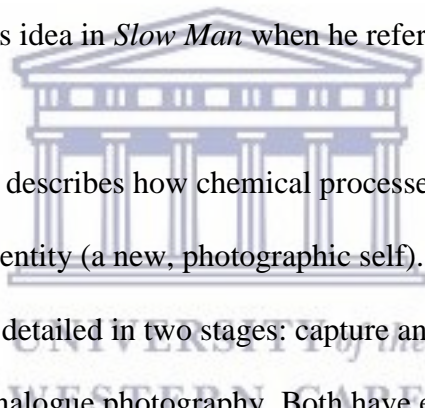 s idea in Slow Man when he refer
describes how chemical processe
entity (a new, photographic self).
detailed in two stages: capture an
UNIVERSITY of the
nalogue photography. Both have e
WESTERN CAPE